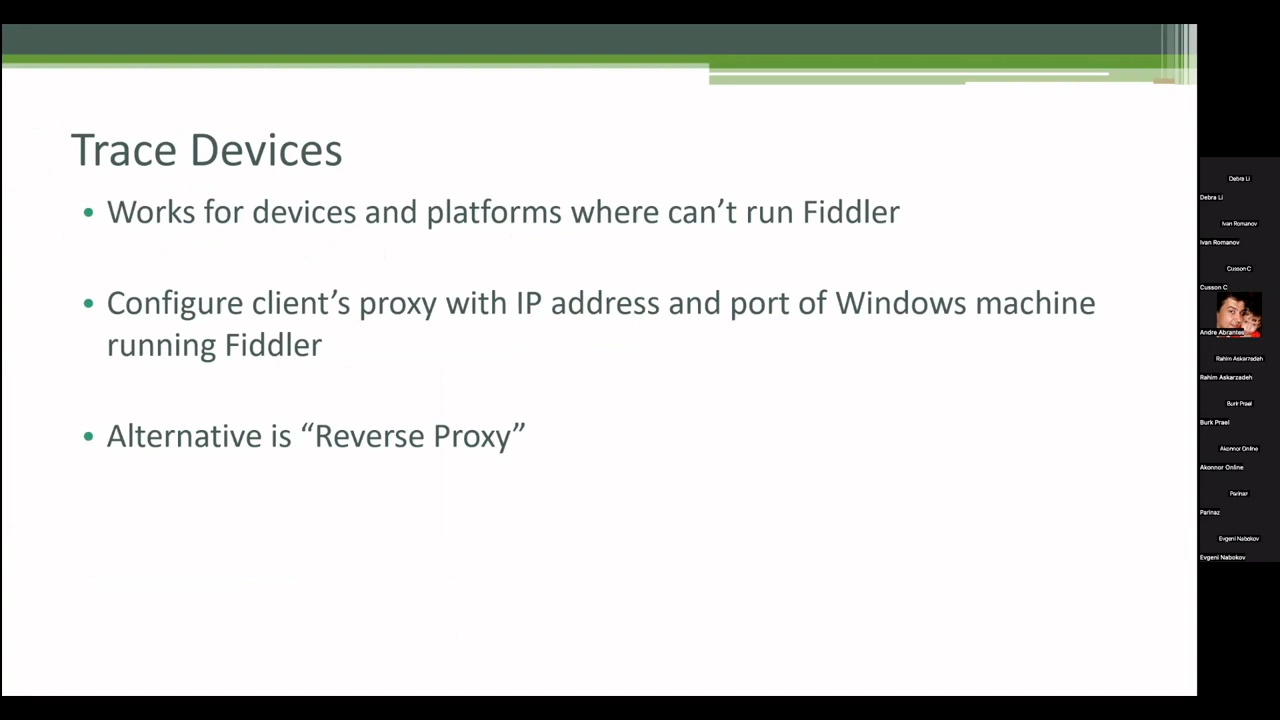 Trace Devices
• Works for devices and platforms where can’t run Fiddler
• Configure client’s proxy with IP address and port of Windows machine
running Fiddler
• Alternative is “Reverse Proxy”
Debra Li
Debra Li
Ivan Romanov
Ivan Romanov
Cusson C
Cusson C
Andre Abrantes
Rahim Askarzadeh
Rahim Askarzadeh
Burk Prael
Burk Prael
Akonnor Online
Akonnor Online
Parinaz
Parinaz
Evgeni Nabokov
Evgeni Nabokov